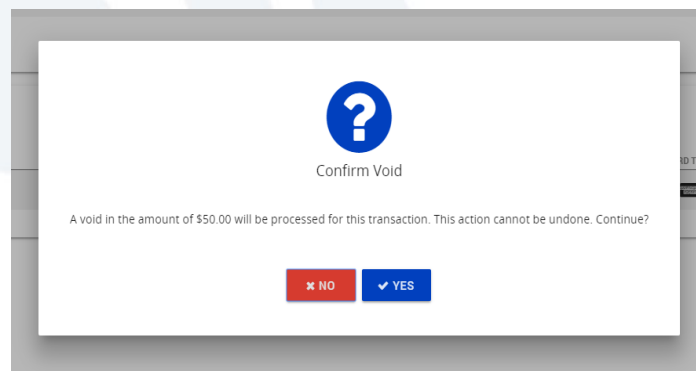 Confirm Void
A void in the amount of $50.00 will be processed for this transaction. This action cannot be undone. Continue?
NO
YES
RD T